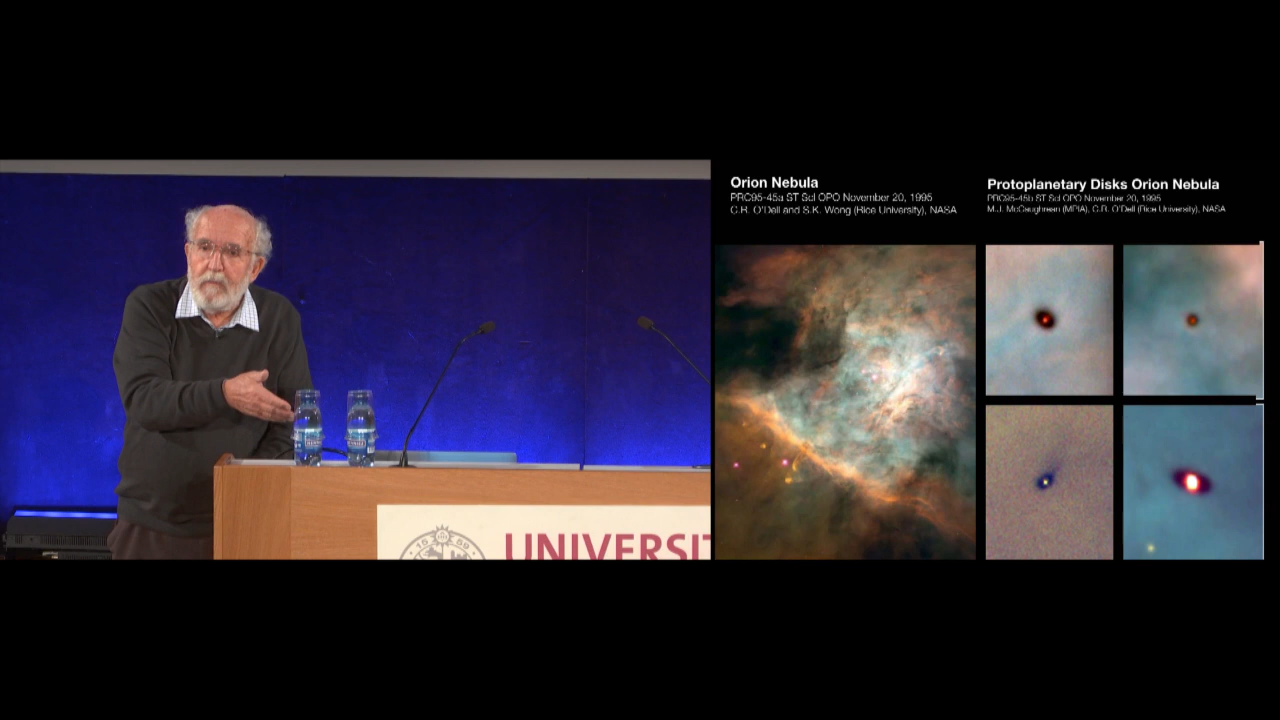 Orion Nebula
PRC95-45a ST ScI OPO November 20, 1995
C.R. O'Dell and S.K. Wong (Rice University), NASA
Protoplanetary Disks Orion Nebula
PRC95-45b ST ScI OPO November 20, 1995
M.J. McCaughrean (MPIA), C.R. O'Dell (Rice University), NASA
1559
UNIVERSIT